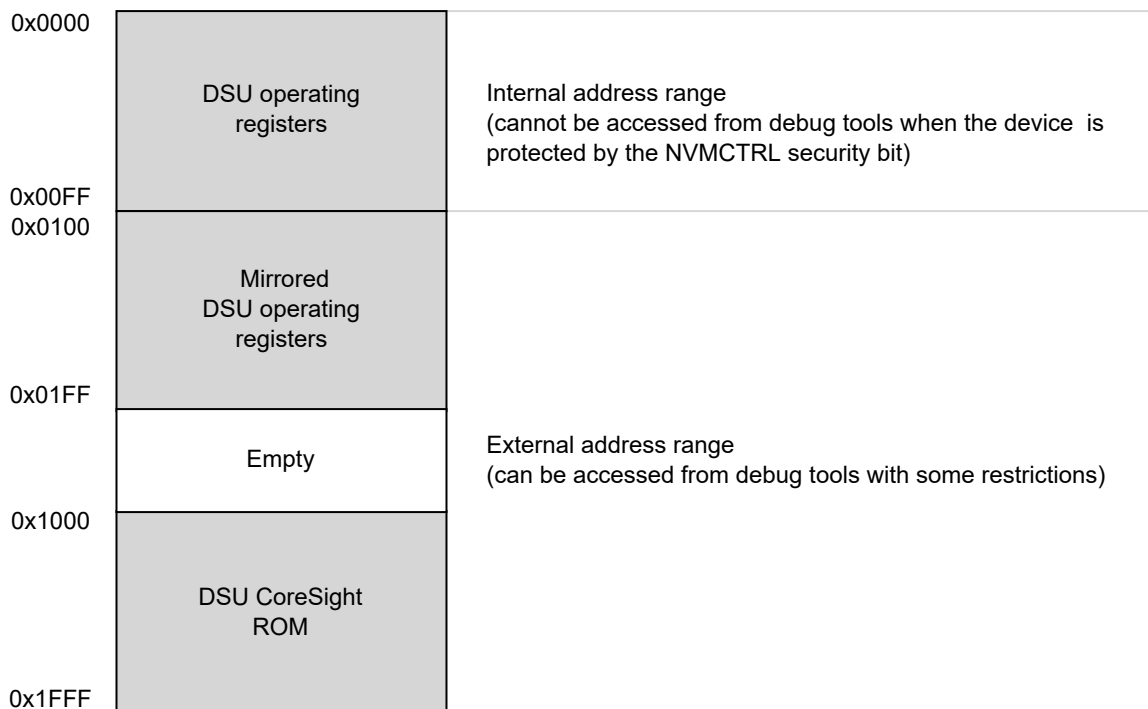 0x0000
DSU operating
registers
Internal address range
(cannot be accessed from debug tools when the device is
protected by the NVMCTRL security bit)
0x00FF
0x0100
Mirrored
DSU operating
registers
0x01FF
Empty
External address range
(can be accessed from debug tools with some restrictions)
0x1000
DSU CoreSight
ROM
0x1FFF